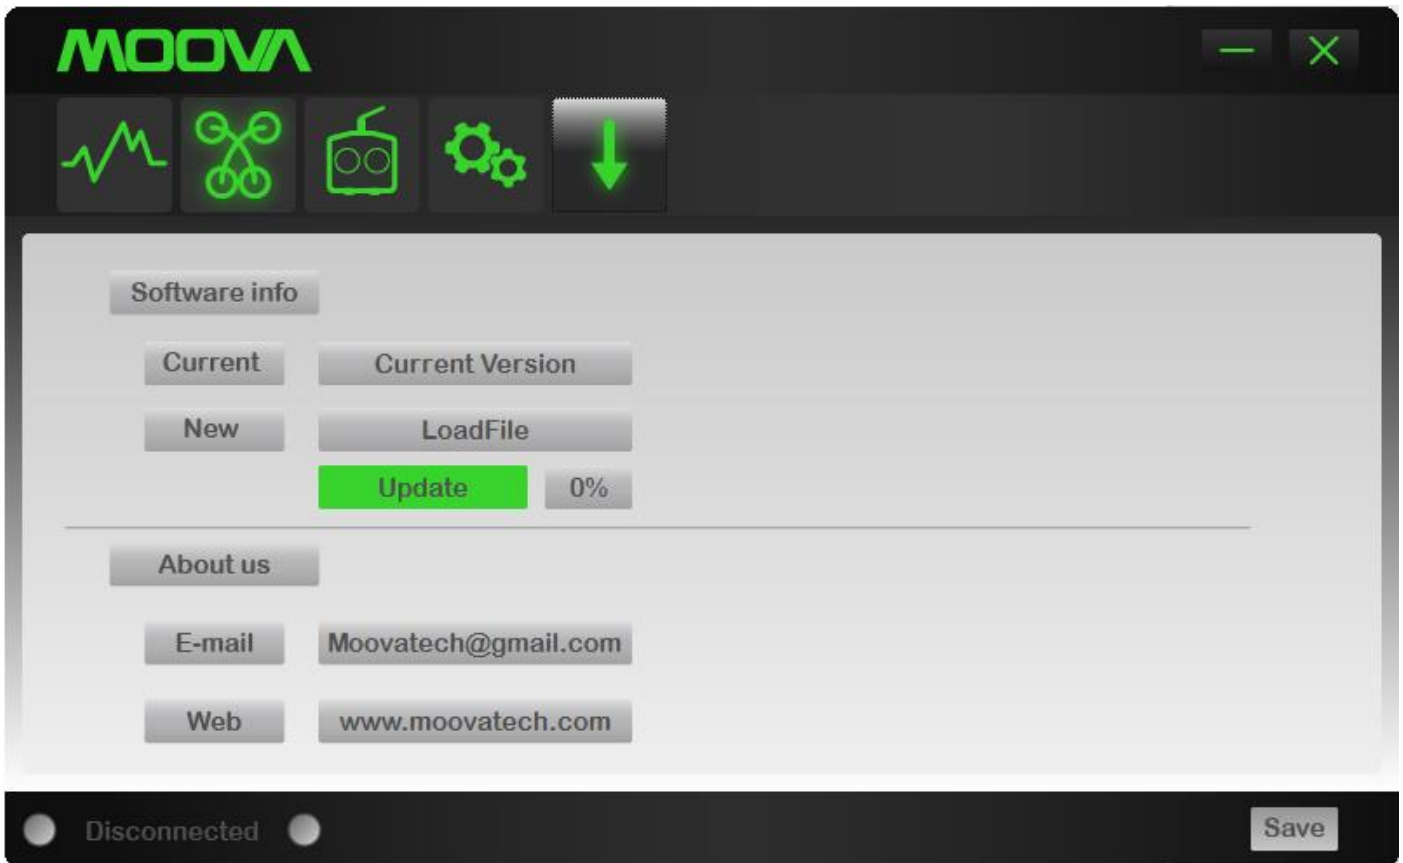 MOOVA
Software info
Current
Current Version
New
LoadFile
Update
0%
About us
E-mail
Moovatech@gmail.com
Web
www.moovatech.com
Disconnected
Save